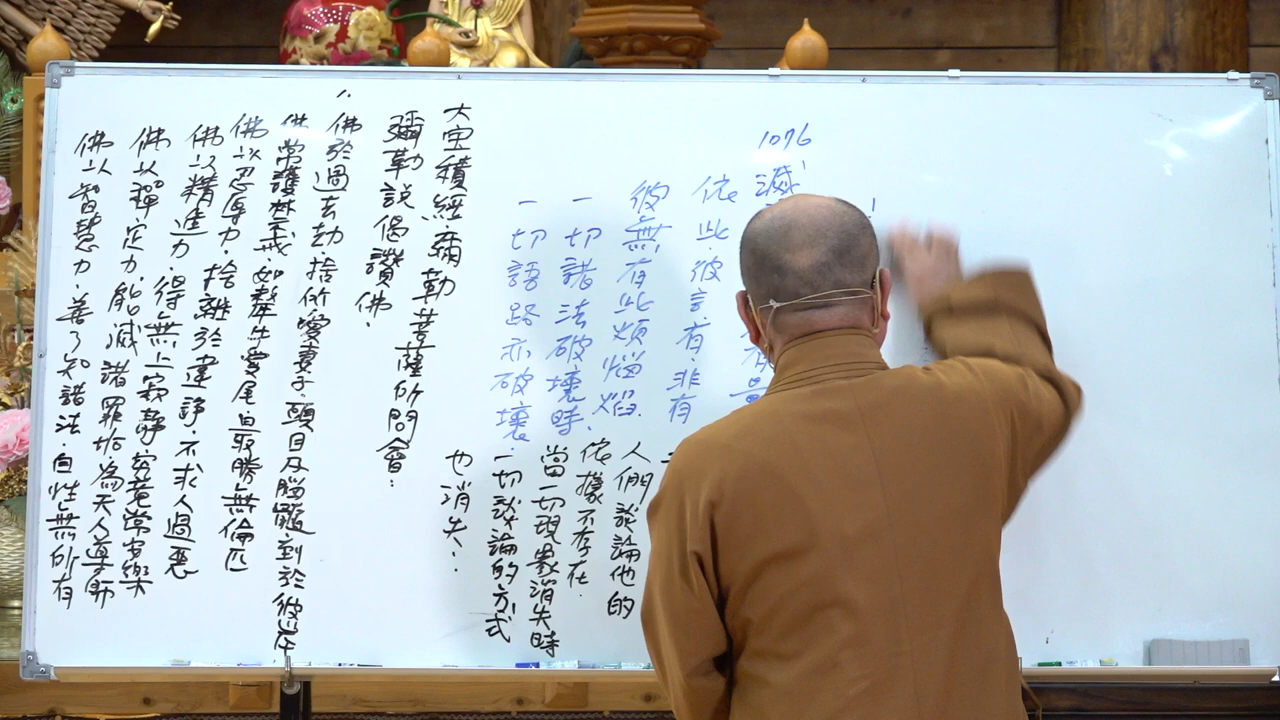 1076
滅
有量
依此彼言有非有
彼無有此煩惱焰
一切諸法破壞時
一切語路亦破壞.
人們談論他的
依據不存在.
當一切現象消失時
一切談論的方式
也消失..
大宝積經.彌勒菩薩所問會:
彌勒說偈讚佛.
佛於過去劫.捨所愛妻子.頭目及腦髓.到於彼岸
佛常護禁戒.如犛牛愛尾.最勝無倫匹
佛以忍辱力.捨離於違諍.不求人過惡
佛以精進力.得無上寂靜.究竟常安樂
佛以禪定力.能滅諸罪垢.為天人導師
佛以智慧力.善了知諸法.自性無所有